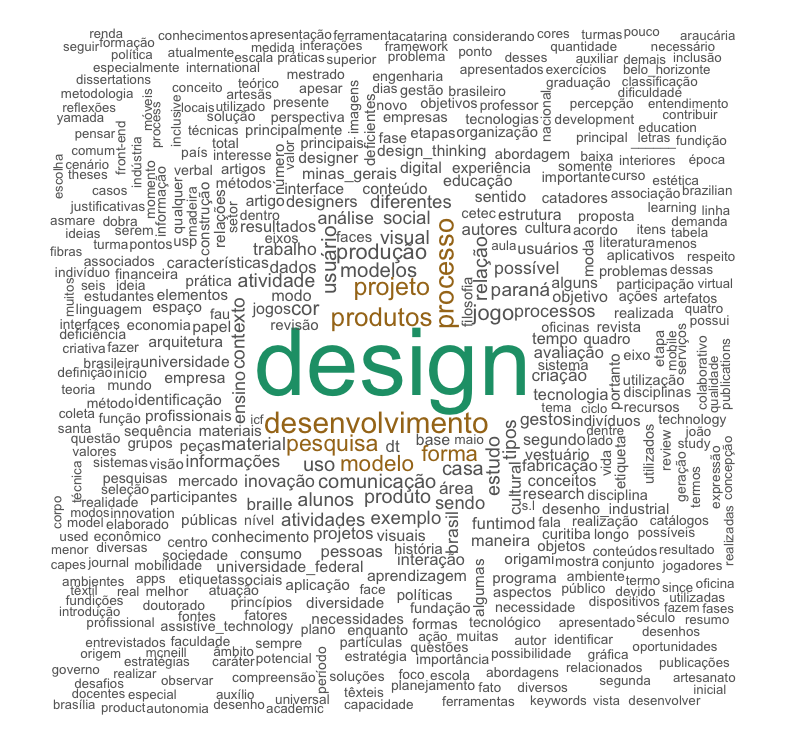 renda conhecimentos apresentação ferramenta catarina considerando cores turmas pouco araucária
seguir formação medida interações framework quantidade necessário
política atualmente escala práticas superior problema ponto desses auxiliar demais inclusão
especialmente international mestrado engenharia apresentados exercícios belo_horizonte
dissertations conceito teórico apesar dias gestão brasileiro graduação classificação
metodologia móveis artesãs imagens dificuldade
reflexões process inclusive locais utilizado presente deficientes novo objetivos professor nacional percepção entendimento
yamada solução perspectiva empresas tecnologias development contribuir
pensar front-end técnicas principalmente fase etapas organização education
total número principais principal letras ________ fundição
comum indústria país interesse valor designer design_thinking abordagem baixa interiores época
cenário somente
theses momento verbal artigos minas_gerais digital experiência importante curso
escolha casos informação qualquer métodos interface conteúdo educação estética
justificativas madeira construção relações setor artigo designers diferentes sentido catadores associação brazilian
asmare dobra dentro análise social cetec estrutura proposta learning linha
ideias serem resultados usuário autores cultura acordo itens demanda
turma pontos usp eixos faces visual processo relação aula usuários moda literatura menos tabela
fibras trabalho produção aplicativos respeito
associados características dados modelos possível problemas dessas
indivíduo financeira prática atividade projeto filosofia paraná alguns participação virtual
muitos seis ideia elementos modo objetivo ações artefatos
estudantes espaço jogos cor produtos jogo processos realizada quatro
linguagem fau revisão possui
interfaces economia papel contexto design oficinas revista etapa mobile serviços
deficiência arquitetura tempo quadro colaborativo qualidade publications
criativa fazer avaliação eixo
brasileira universidade sistema portanto
definição início empresa ensino criação utilização
teoria mundo tecnologia disciplinas
método identificação tema ciclo recursos
coleta função profissionais icf desenvolvimento gestos indivíduos technology
santa sequência materiais dentre joão
questão grupos peças material pesquisa dt base maio tipos segundo lado study
valores forma vestuário vida etiqueta utilizados review
sistemas visão informações uso modelo casa estudo fabricação geração termos expressão concepção
técnica pesquisas mercado inovação comunicação área cultural conceitos
seleção research disciplina
realidade participantes braille alunos produto sendo s.l desenho_industrial
corpo modos innovation
model elaborado públicas nível atividades exemplo brasil funtimod fala realização catálogos realizadas
used econômico centro conhecimento projetos visuais maneira curitiba longo possíveis
menor diversas sociedade consumo pessoas história objetos conteúdos resultado
capes journal mobilidade universidade_federal interação origami mostra conjunto jogadores
ambientes apps etiquetas sociais aplicação aprendizagem algumas programa ambiente termo since oficina
têxtil real melhor atuação face políticas aspectos público devido utilizadas
fundições doutorado princípios diversidade fundação necessidade dispositivos fazem fases
introdução fontes fatores necessidades formas tecnológico apresentado século resumo
profissional assistive_technology plano enquanto ação muitas desenhos
entrevistados faculdade sempre partículas questões autor identificar oportunidades
origem mcneill âmbito potencial estratégia importância possibilidade gráfica
estratégias caráter período relacionados publicações
governo realizar observar compreensão soluções foco escola abordagens artesanato
desafios planejamento fato diversos segunda
docentes especial auxílio universal têxteis inicial
brasília product autonomia desenho academic capacidade ferramentas keywords vista desenvolver